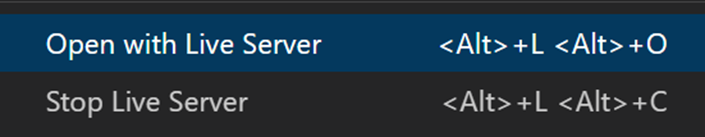 Open with Live Server <Alt>+L <Alt>+O
Stop Live Server <Alt>+L <Alt>+C